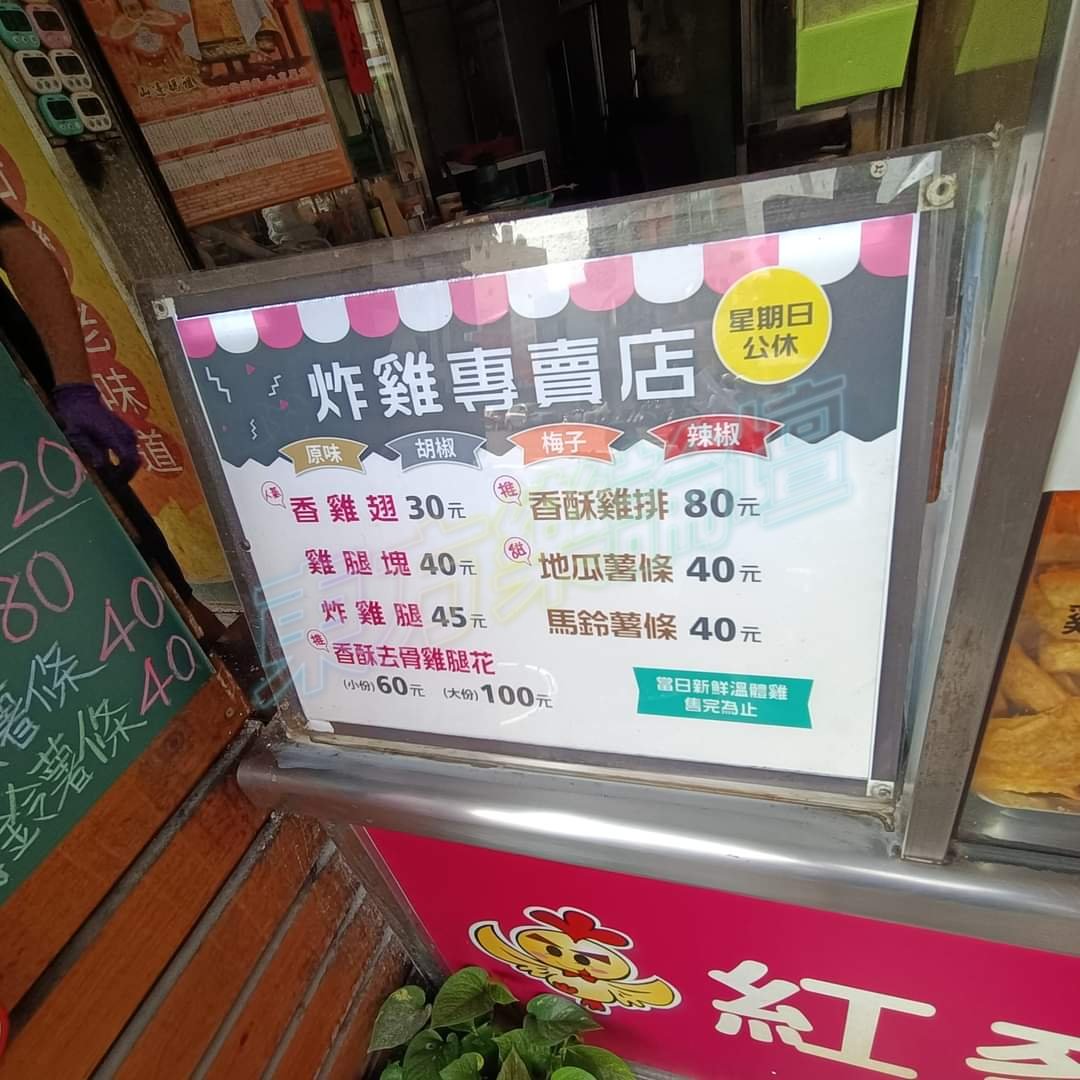 炸雞專賣店
星期日
公休
原味 胡椒 梅子 辣椒
人氣 香雞翅 30元
雞腿塊 40元
炸雞腿 45元
推 香酥去骨雞腿花
(小份)60元 (大份)100元
推 香酥雞排 80元
甜 地瓜薯條 40元
馬鈴薯條 40元
當日新鮮溫體雞
售完為止
20
80
薯條 40
薯條 40
味道
紅
雞